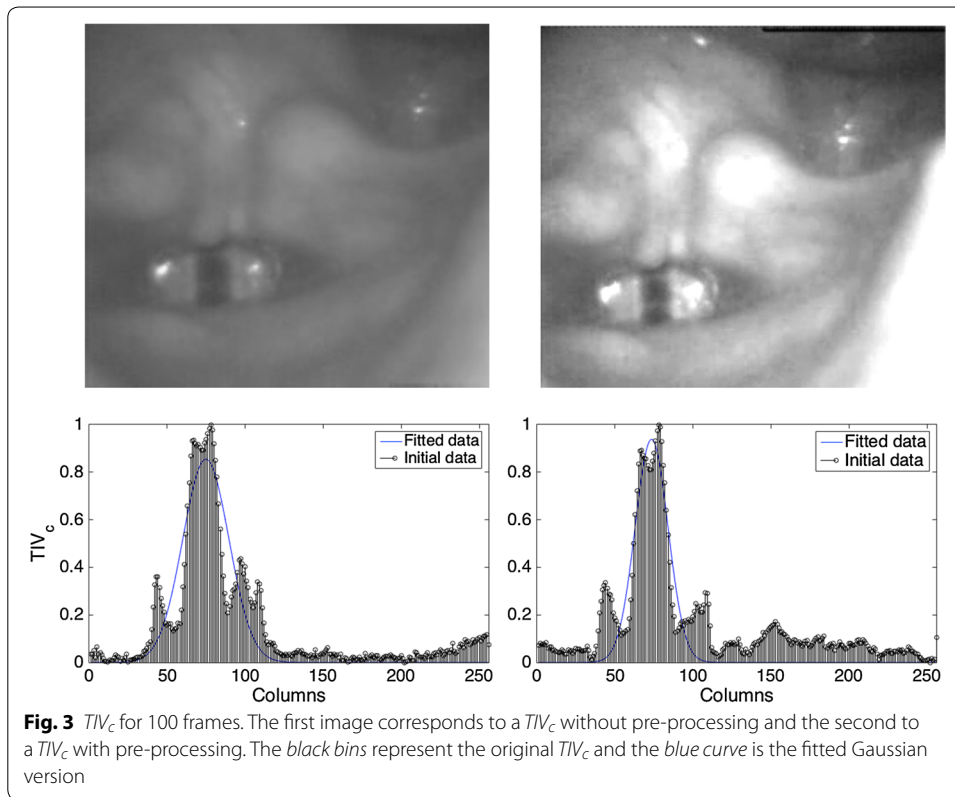 1
0.8
0.6
0.4
0.2
0
TIV_c
0 50 100 150 200 250
Columns
Fitted data
Initial data
1
0.8
0.6
0.4
0.2
0
0 50 100 150 200 250
Columns
Fitted data
Initial data
Fig. 3 TIV_C for 100 frames. The first image corresponds to a TIV_C without pre-processing and the second to
a TIV_C with pre-processing. The black bins represent the original TIV_C and the blue curve is the fitted Gaussian
version